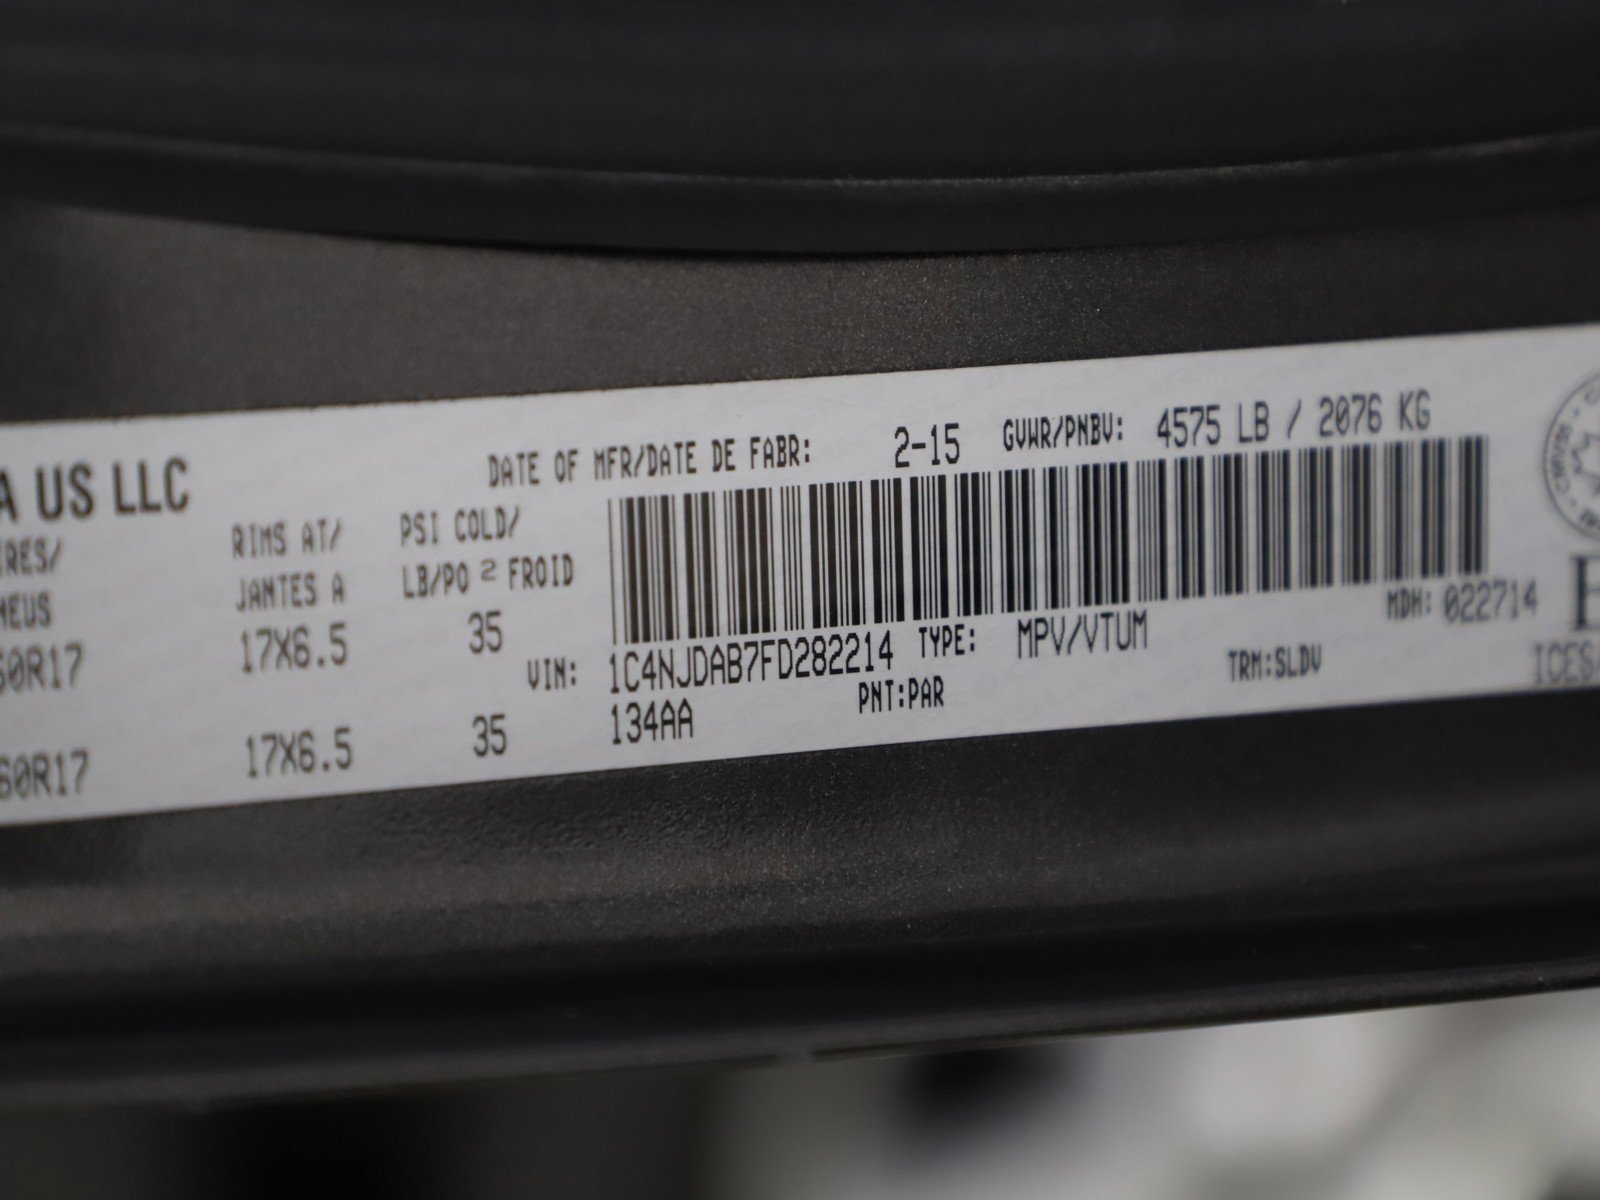 A US LLC
DATE OF MFR/DATE DE FABR: 2-15 GVWR/PNBV: 4575 LB / 2076 KG
IRES/ RIMS AT/ PSI COLD/
NEUS JANTES A LB/PO 2 FROID
60R17 17X6.5 35
VIN: 1C4NJDAB7FD282214 TYPE: MPV/VTUM MDH: 022714
60R17 17X6.5 35 134AA PNT:PAR TRM:SLDV ICES